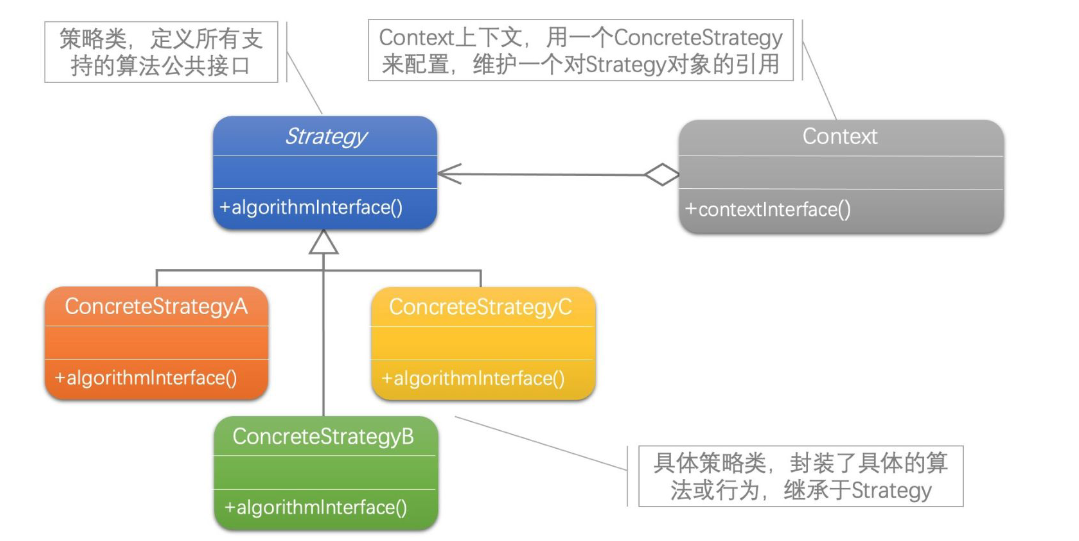 策略类，定义所有支
持的算法公共接口
Context上下文，用一个ConcreteStrategy
来配置，维护一个对Strategy对象的引用
Strategy
+algorithmInterface()
Context
+contextInterface()
ConcreteStrategyA
+algorithmInterface()
ConcreteStrategyC
+algorithmInterface()
ConcreteStrategyB
+algorithmInterface()
具体策略类，封装了具体的算
法或行为，继承于Strategy